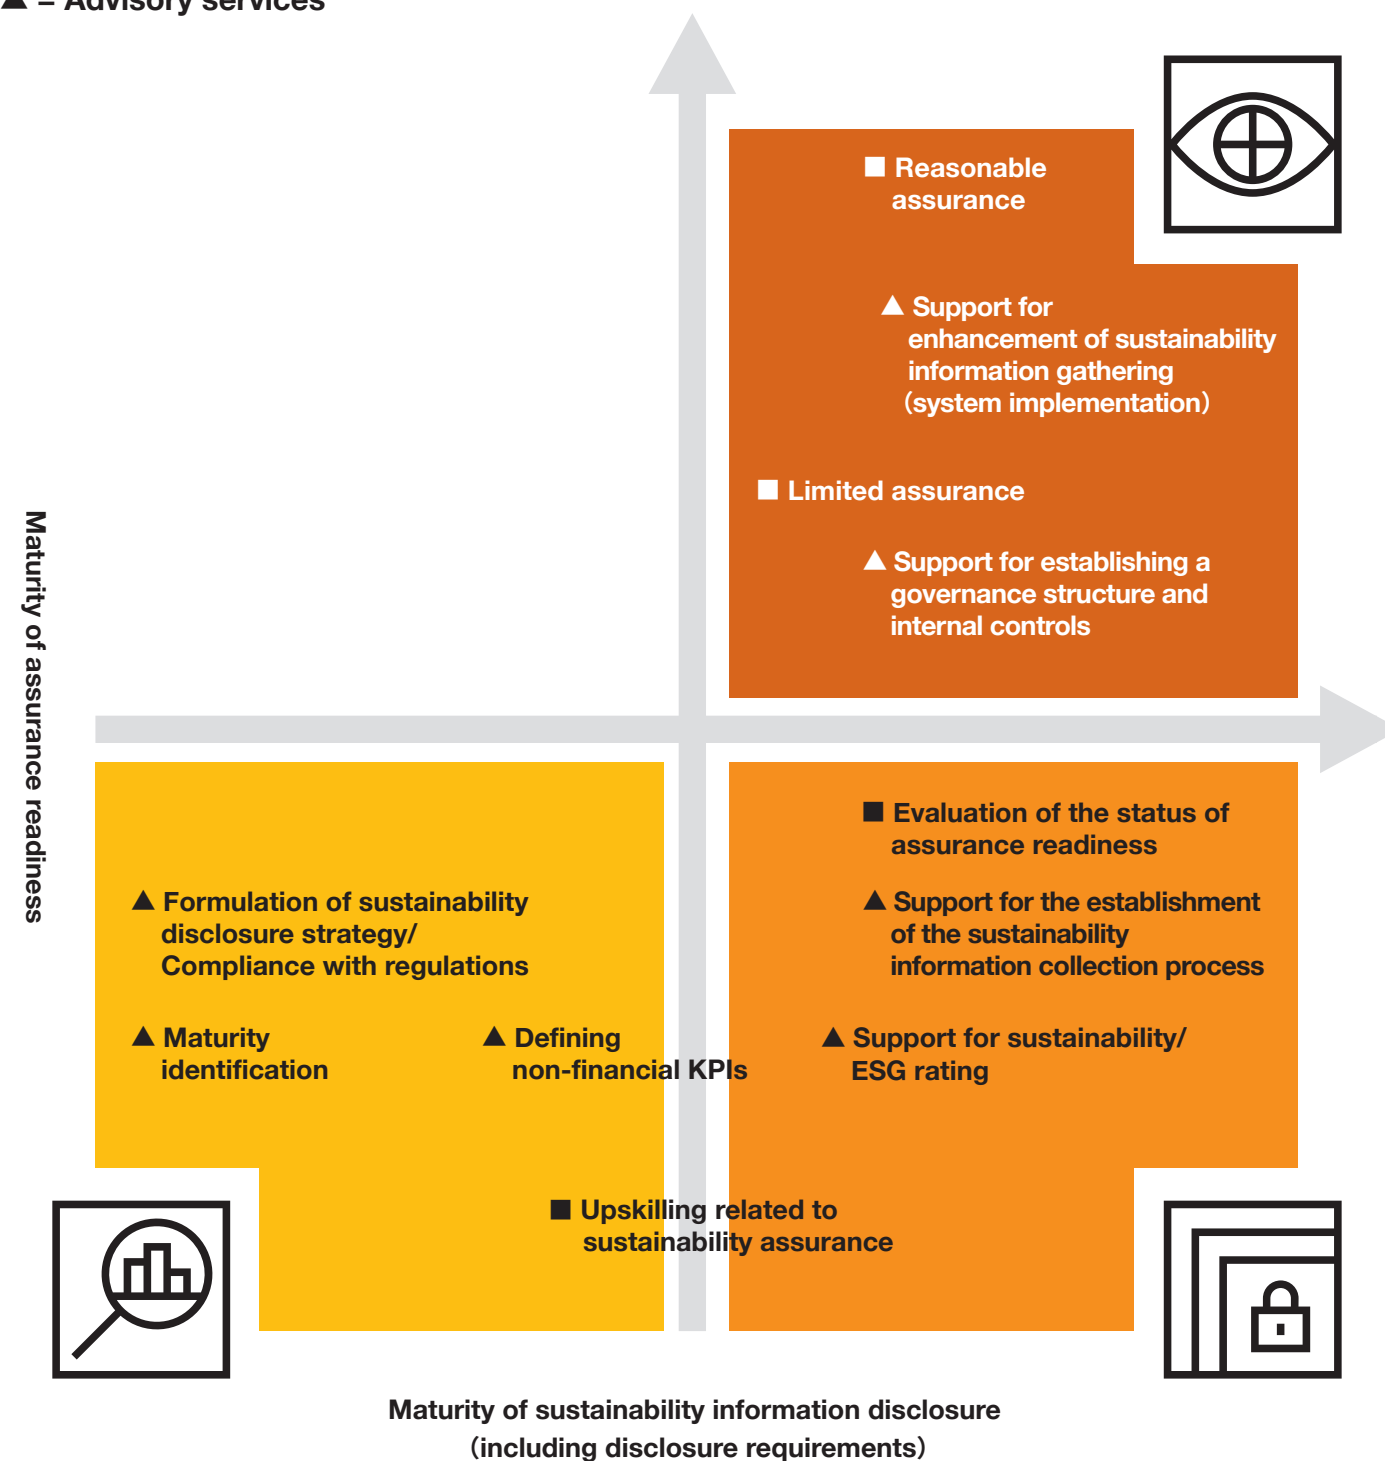 ▲ = Advisory services
■ Reasonable
assurance
▲ Support for
enhancement of sustainability
information gathering
（system implementation）
■ Limited assurance
▲ Support for establishing a
governance structure and
internal controls
Maturity of assurance readiness
■ Evaluation of the status of
assurance readiness
▲ Formulation of sustainability
disclosure strategy/
Compliance with regulations
▲ Support for the establishment
of the sustainability
information collection process
▲ Maturity
identification
▲ Defining
non-financial KPIs
▲ Support for sustainability/
ESG rating
■ Upskilling related to
sustainability assurance
Maturity of sustainability information disclosure
（including disclosure requirements）